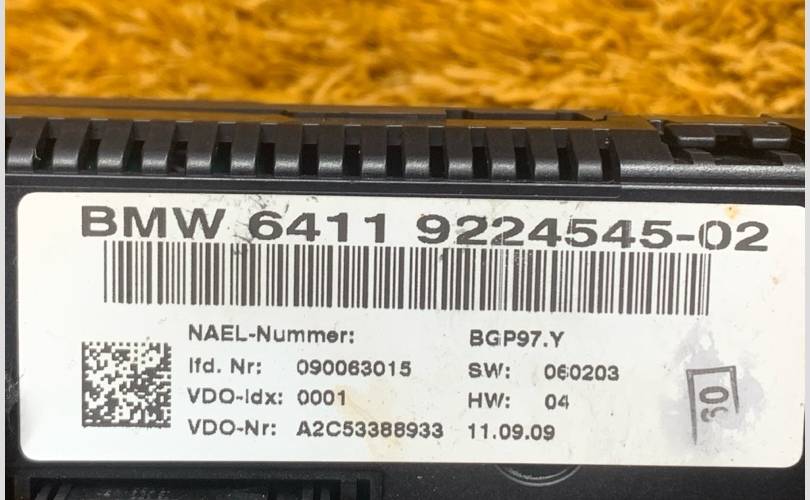 BMW 6411 9224545-02
NAEL-Nummer: BGP97.Y
lfd. Nr: 090063015 SW: 060203
VDO-Idx: 0001 HW: 04
VDO-Nr: A2C53388933 11.09.09
30